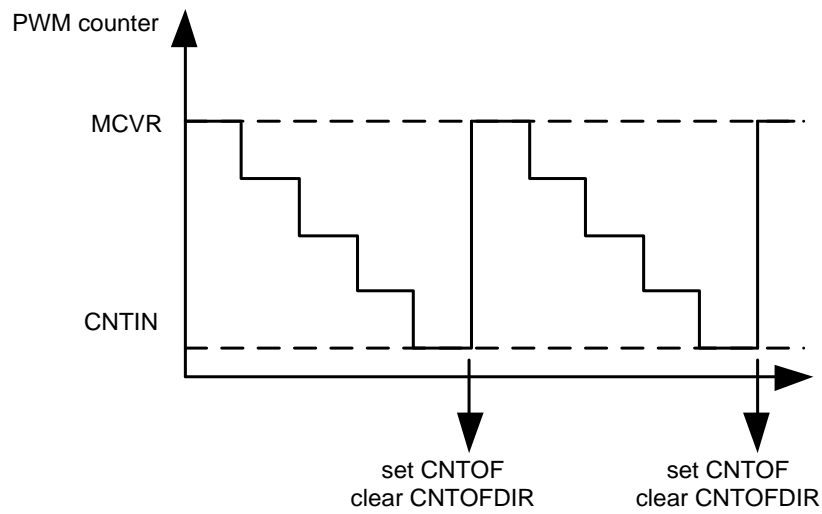 PWM counter
MCVR
CNTIN
set CNTOF
clear CNTOFDIR
set CNTOF
clear CNTOFDIR